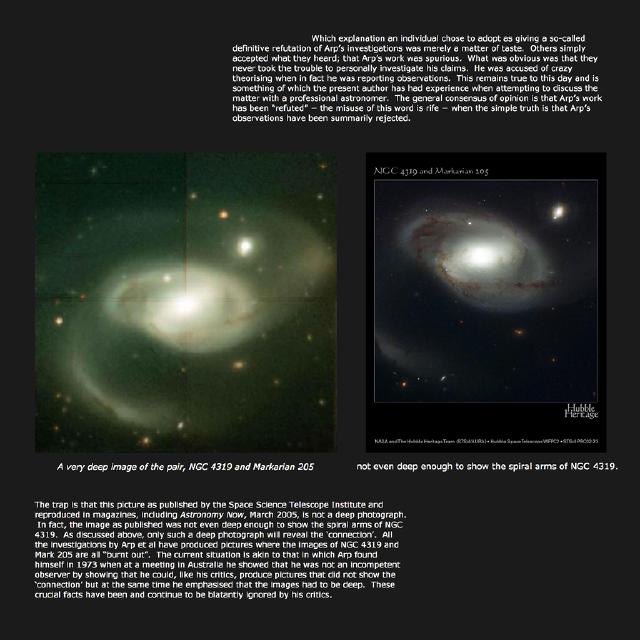 Which explanation an individual chose to adopt as giving a so-called
definitive refutation of Arp's investigations was merely a matter of taste. Others simply
accepted what they heard; that Arp's work was spurious. What was obvious was that they
never took the trouble to personally investigate his claims. He was accused of crazy
theorising when in fact he was reporting observations. This remains true to this day and is
something of which the present author has had experience when attempting to discuss the
matter with a professional astronomer. The general consensus of opinion is that Arp's work
has been "refuted" – the misuse of this word is rife – when the simple truth is that Arp's
observations have been summarily rejected.
NGC 4319 and Markarian 205
Hubble
Heritage
NASA and The Hubble Heritage Team (STScI/AURA) • Hubble Space Telescope WFPC2 • STScI-PRC02-23
A very deep image of the pair, NGC 4319 and Markarian 205
not even deep enough to show the spiral arms of NGC 4319.
The trap is that this picture as published by the Space Science Telescope Institute and
reproduced in magazines, including Astronomy Now, March 2005, is not a deep photograph.
In fact, the image as published was not even deep enough to show the spiral arms of NGC
4319. As discussed above, only such a deep photograph will reveal the 'connection'. All
the investigations by Arp et al have produced pictures where the images of NGC 4319 and
Mark 205 are all "burnt out". The current situation is akin to that in which Arp found
himself in 1973 when at a meeting in Australia he showed that he was not an incompetent
observer by showing that he could, like his critics, produce pictures that did not show the
'connection' but at the same time he emphasised that the images had to be deep. These
crucial facts have been and continue to be blatantly ignored by his critics.